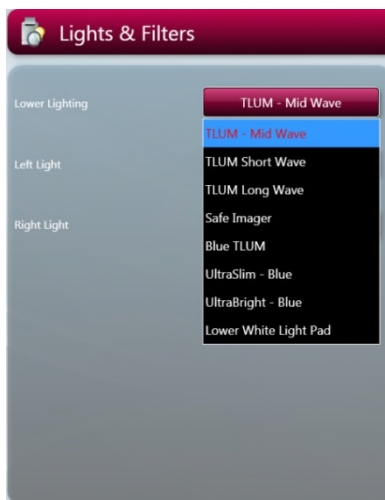 Lights & Filters
Lower Lighting
TLUM - Mid Wave
TLUM - Mid Wave
TLUM Short Wave
Left Light
TLUM Long Wave
Safe Imager
Right Light
Blue TLUM
UltraSlim - Blue
UltraBright - Blue
Lower White Light Pad